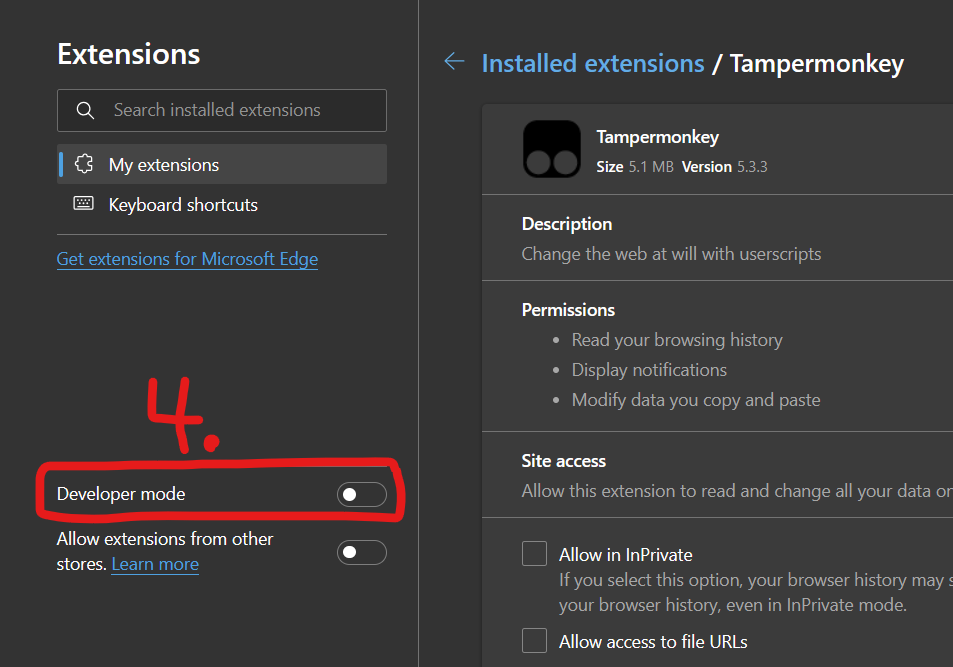 Extensions
Search installed extensions
My extensions
Keyboard shortcuts
Get extensions for Microsoft Edge
4.
Developer mode
Allow extensions from other
stores. Learn more
Installed extensions / Tampermonkey
Tampermonkey
Size 5.1 MB Version 5.3.3
Description
Change the web at will with userscripts
Permissions
• Read your browsing history
• Display notifications
• Modify data you copy and paste
Site access
Allow this extension to read and change all your data on
Allow in InPrivate
If you select this option, your browser history may
your browser history, even in InPrivate mode.
Allow access to file URLs